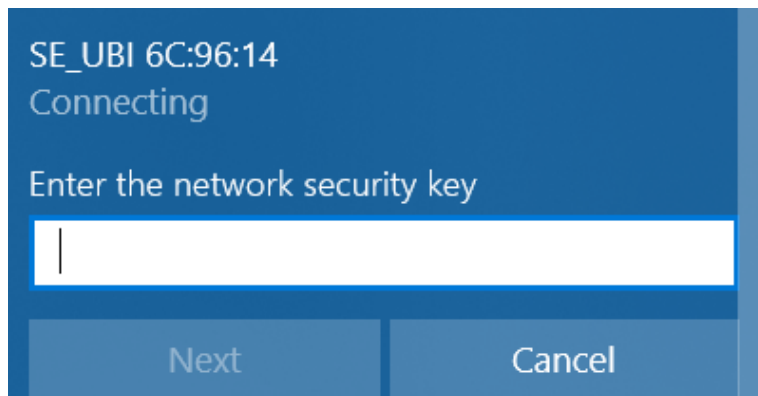 SE_UBI 6C:96:14
Connecting
Enter the network security key
Next
Cancel